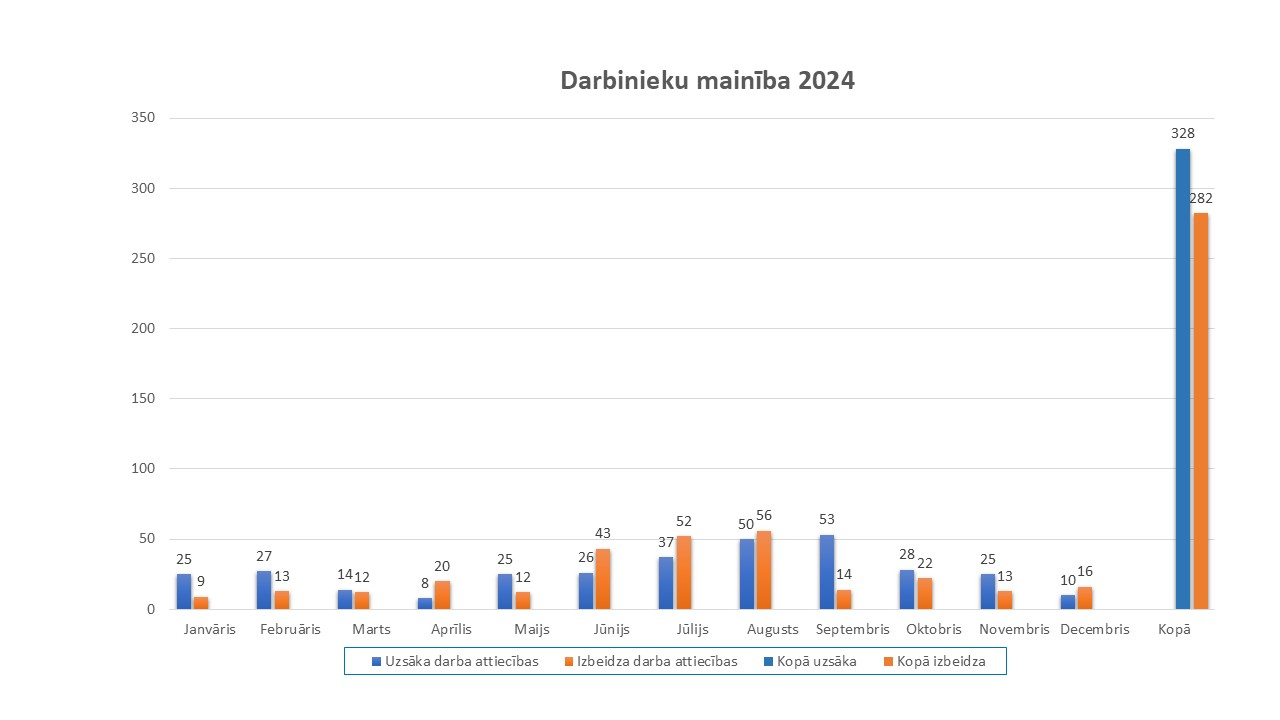 Darbinieku mainība 2024
350
300
250
200
150
100
50
0
25 9 27 13 14 12 8 20 25 12 26 43 37 52 50 56 53 14 28 22 25 13 10 16 328 282
Janvāris Februāris Marts Aprīlis Maijs Jūnijs Jūlijs Augusts Septembris Oktobris Novembris Decembris Kopā
Uzsāka darba attiecības Izbeidza darba attiecības Kopā uzsāka Kopā izbeidza